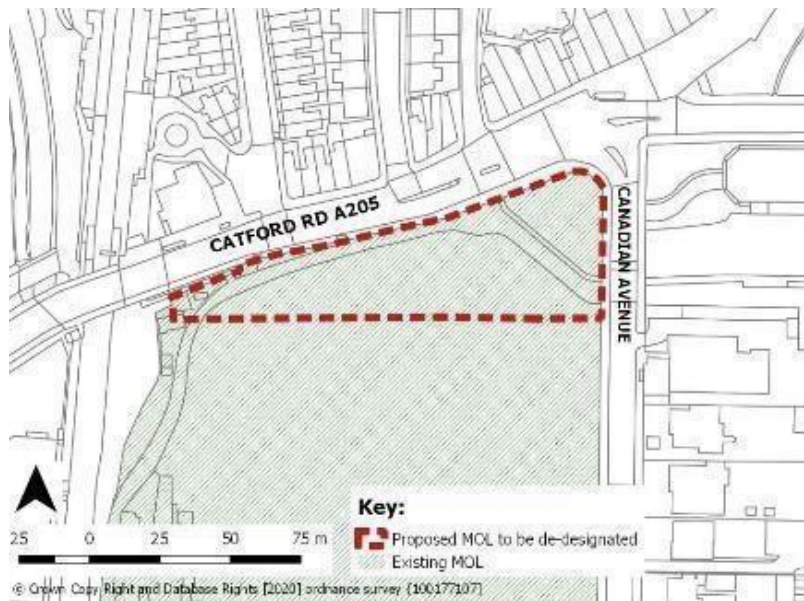 CATFORD RD A205
CANADIAN AVENUE
Key:
Proposed MOL to be de-designated
Existing MOL
25 0 25 50 75 m
© Crown Copy Right and Database Rights [2020] ordnance survey (100177107)